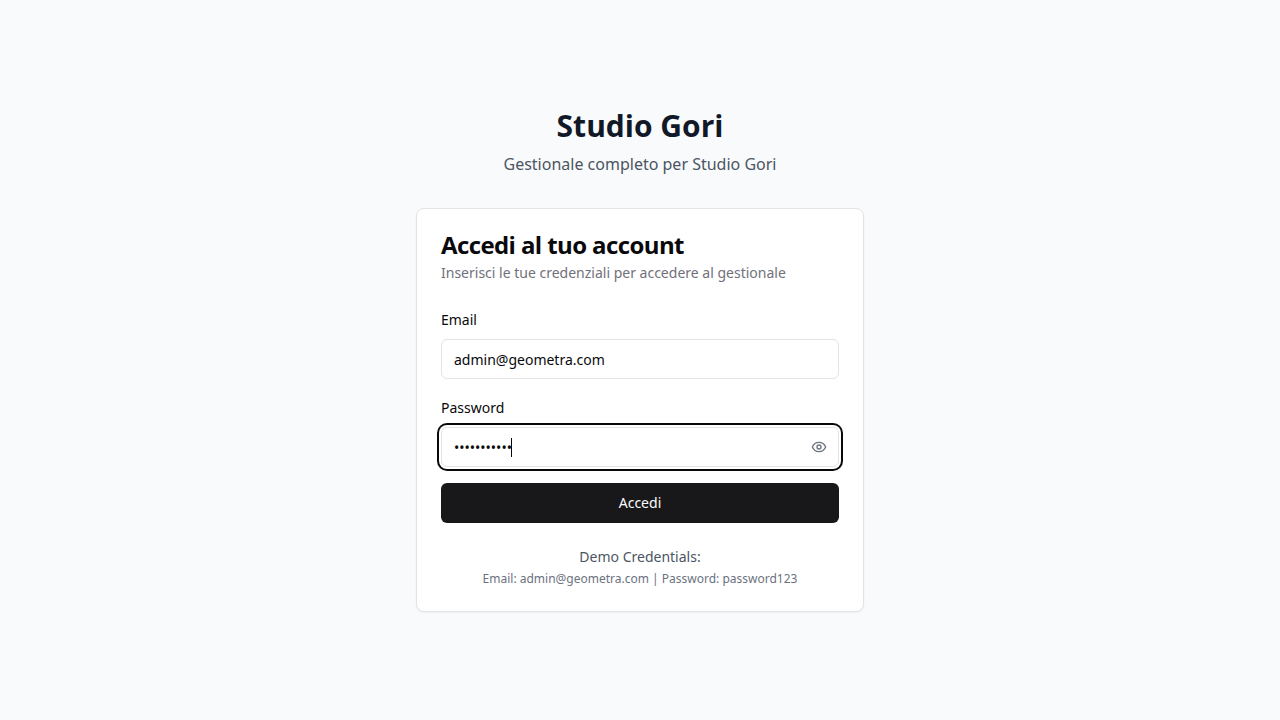 Studio Gori
Gestionale completo per Studio Gori
Accedi al tuo account
Inserisci le tue credenziali per accedere al gestionale
Email
admin@geometra.com
Password
•••••••••••
Accedi
Demo Credentials:
Email: admin@geometra.com | Password: password123